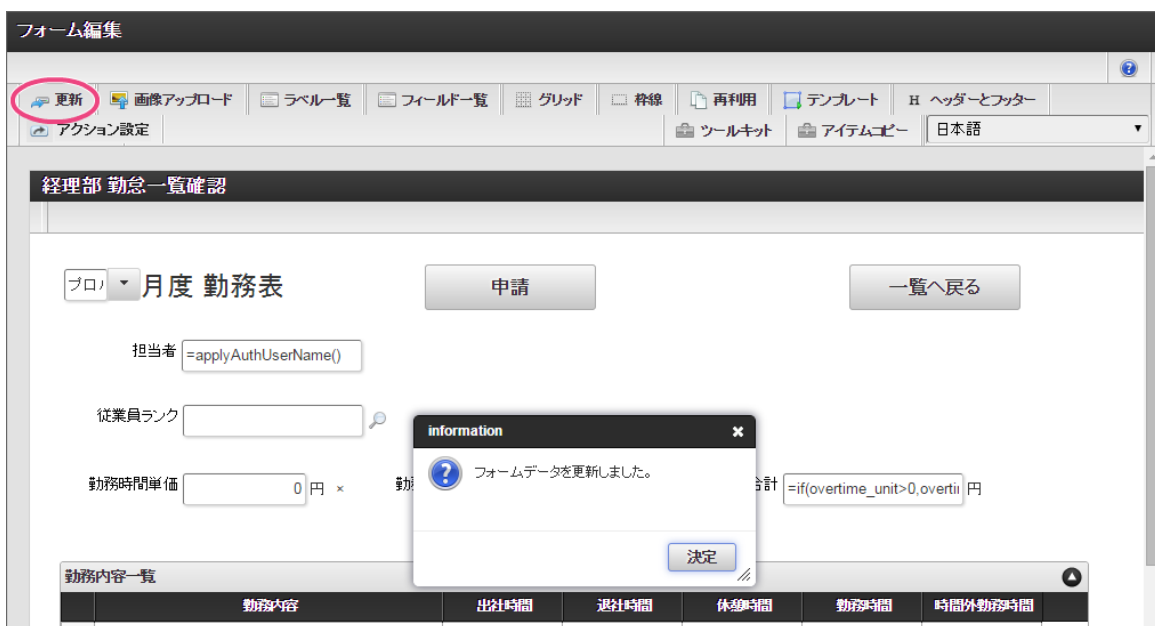 フォーム編集
更新 画像アップロード ラベル一覧 フィールド一覧 グリッド 枠線 再利用 テンプレート H ヘッダーとフッター
アクション設定 ツールキット アイテムコピー 日本語
経理部 勤怠一覧確認
月度 勤務表 申請 一覧へ戻る
担当者 =applyAuthUserName()
従業員ランク
information
フォームデータを更新しました。
勤務時間単価 0 円 × 合計 =if(overtime_unit>0,overti 円
決定
勤務内容一覧
勤務内容 出社時間 退社時間 休憩時間 勤務時間 時間外勤務時間